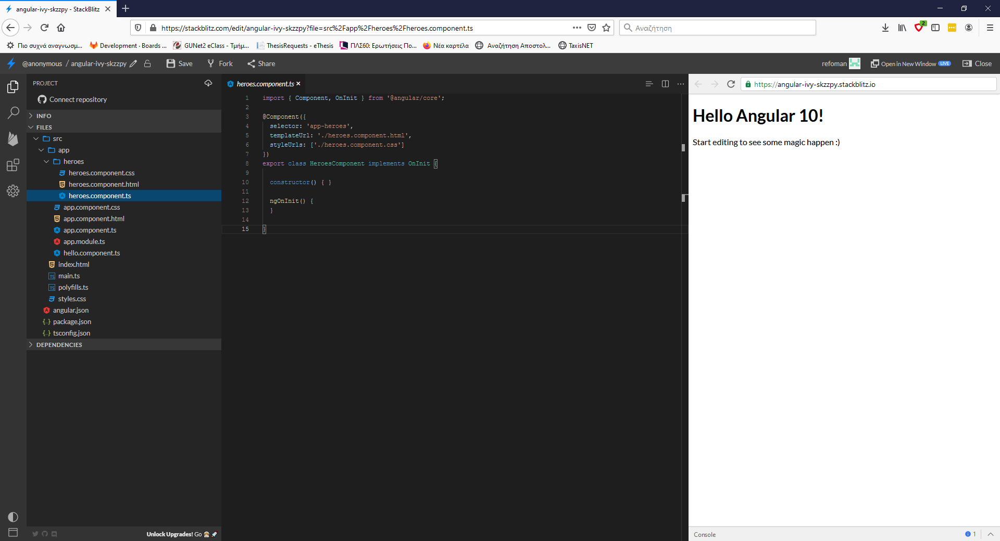 angular-ivy-skzzpy - StackBlitz
https://stackblitz.com/edit/angular-ivy-skzzpy?file=src%2Fapp%2Fheroes%2Fheroes.component.ts
Αναζήτηση
2
Πιο συχνά αναγνωσμ...
Development · Boards ...
GUNet2 eClass - Τμήμ...
ThesisRequests - eThesis
ΠΛΣ60: Ερωτήσεις Πο...
Νέα καρτέλα
Αναζήτηση Αποστολ...
TaxisNET
@anonymous / angular-ivy-skzzpy
Save
Fork
Share
refoman
Open in New Window LIVE
Close
PROJECT
Connect repository
INFO
FILES
src
app
heroes
heroes.component.css
heroes.component.html
heroes.component.ts
app.component.css
app.component.html
app.component.ts
app.module.ts
hello.component.ts
index.html
TS main.ts
TS polyfills.ts
styles.css
angular.json
{..} package.json
{..} tsconfig.json
DEPENDENCIES
Unlock Upgrades! Go
heroes.component.ts
1 import { Component, OnInit } from '@angular/core';
2
3 @Component({
4 selector: 'app-heroes',
5 templateUrl: './heroes.component.html',
6 styleUrls: ['./heroes.component.css']
7 })
8 export class HeroesComponent implements OnInit {
9
10 constructor() { }
11
12 ngOnInit() {
13 }
14
15 }
https://angular-ivy-skzzpy.stackblitz.io
Hello Angular 10!
Start editing to see some magic happen :)
Console
1